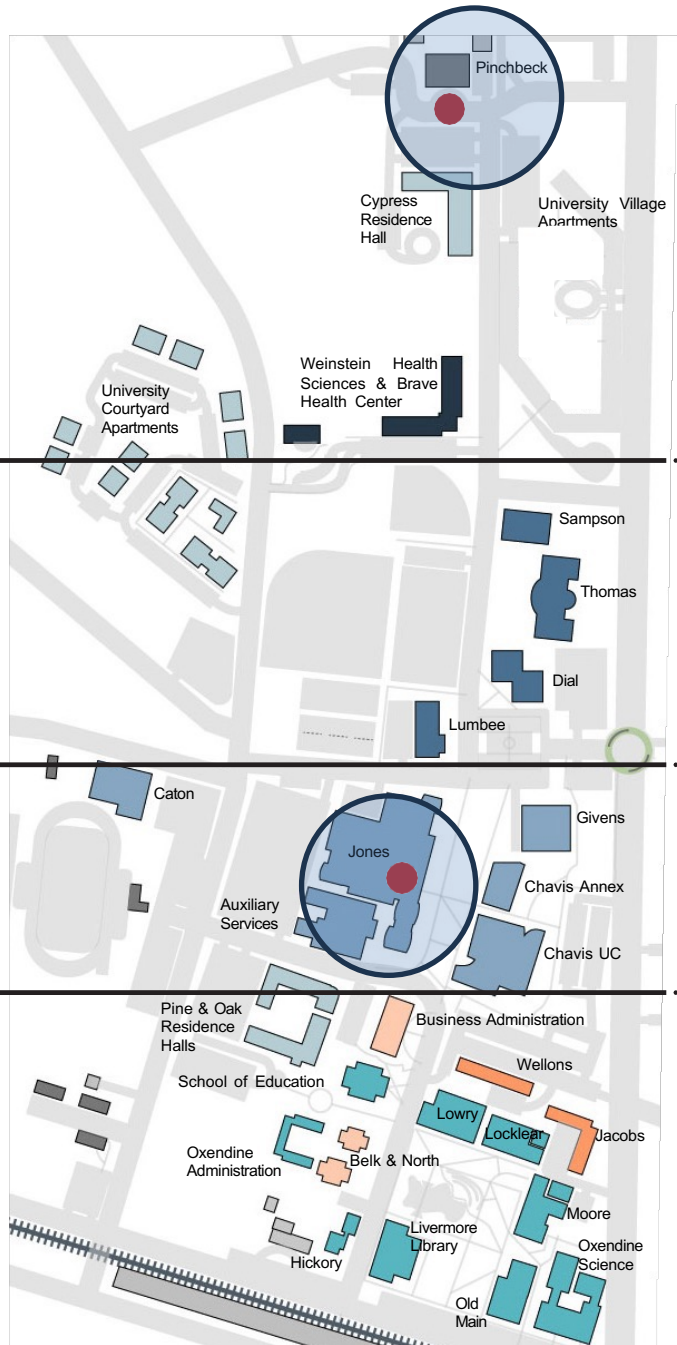 Pinchbeck
Cypress
Residence
Hall
University Village
Apartments
Weinstein Health
Sciences & Brave
Health Center
University
Courtyard
Apartments
Sampson
Thomas
Dial
Lumbee
Caton
Givens
Jones
Chavis Annex
Auxiliary
Services
Chavis UC
Pine & Oak
Residence
Halls
Business Administration
Wellons
School of Education
Lowry
Locklear
Jacobs
Oxendine
Administration
Belk & North
Moore
Livermore
Library
Oxendine
Science
Hickory
Old
Main